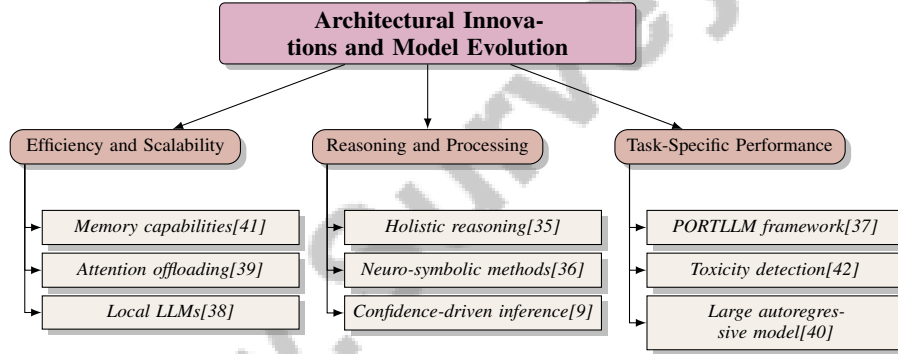 Architectural Innova-
tions and Model Evolution
Efficiency and Scalability
Reasoning and Processing
Task-Specific Performance
Memory capabilities[41]
Holistic reasoning[35]
PORTLLM framework[37]
Attention offloading[39]
Neuro-symbolic methods[36]
Toxicity detection[42]
Local LLMs[38]
Confidence-driven inference[9]
Large autoregres-
sive model[40]